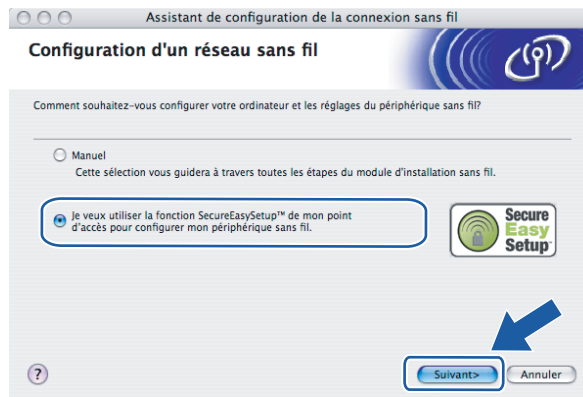 Assistant de configuration de la connexion sans fil
Configuration d'un réseau sans fil
Comment souhaitez-vous configurer votre ordinateur et les réglages du périphérique sans fil?
Manuel
Cette sélection vous guidera à travers toutes les étapes du module d'installation sans fil.
Je veux utiliser la fonction SecureEasySetup™ de mon point
d'accès pour configurer mon périphérique sans fil.
Secure
Easy
Setup™
?
Suivant>
Annuler